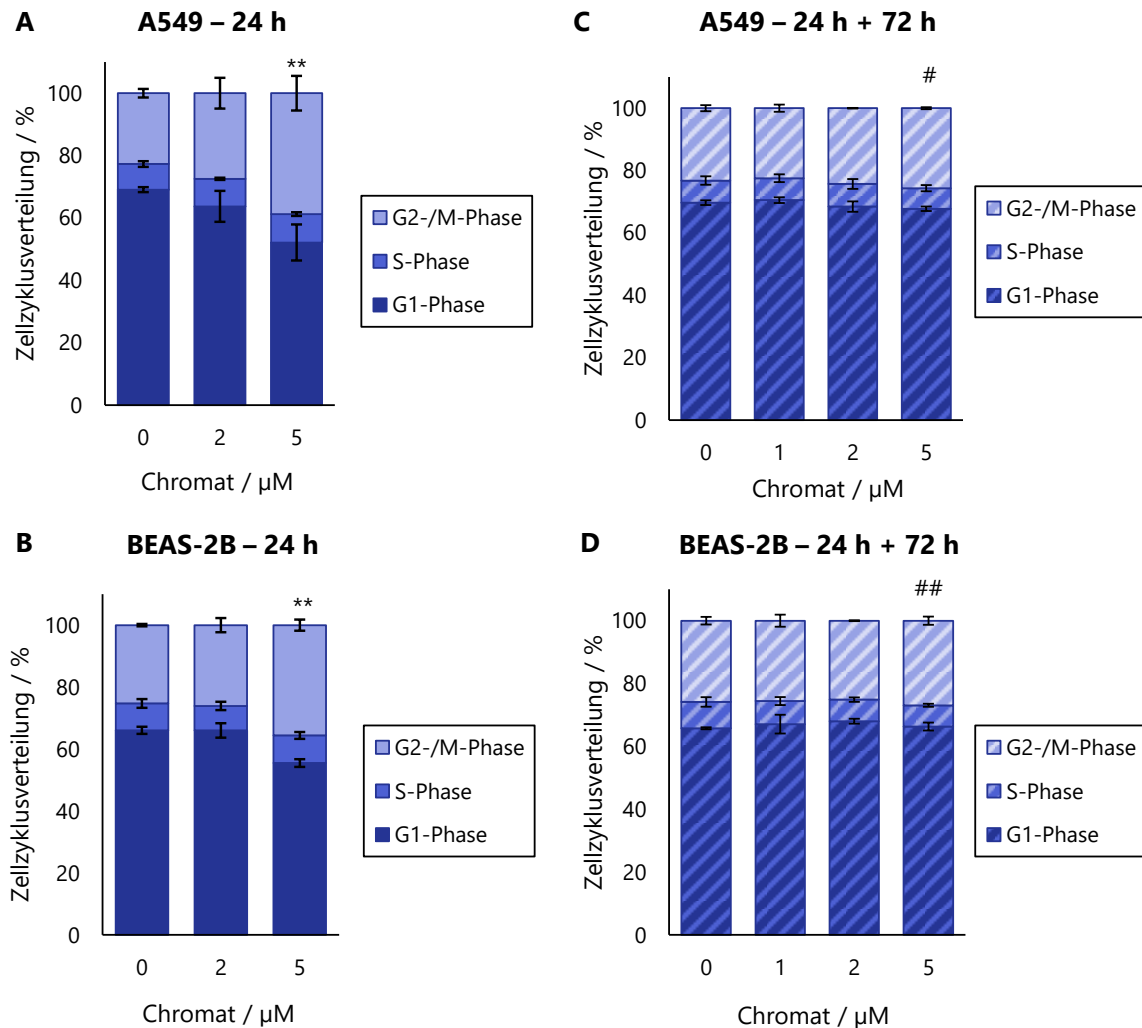 A
A549 – 24 h
**
Zellzyklusverteilung / %
100
80
60
40
20
0
0 2 5
Chromat / µM
G2-/M-Phase
S-Phase
G1-Phase
C
A549 – 24 h + 72 h
#
Zellzyklusverteilung / %
100
80
60
40
20
0
0 1 2 5
Chromat / µM
G2-/M-Phase
S-Phase
G1-Phase
B
BEAS-2B – 24 h
**
Zellzyklusverteilung / %
100
80
60
40
20
0
0 2 5
Chromat / µM
G2-/M-Phase
S-Phase
G1-Phase
D
BEAS-2B – 24 h + 72 h
##
Zellzyklusverteilung / %
100
80
60
40
20
0
0 1 2 5
Chromat / µM
G2-/M-Phase
S-Phase
G1-Phase